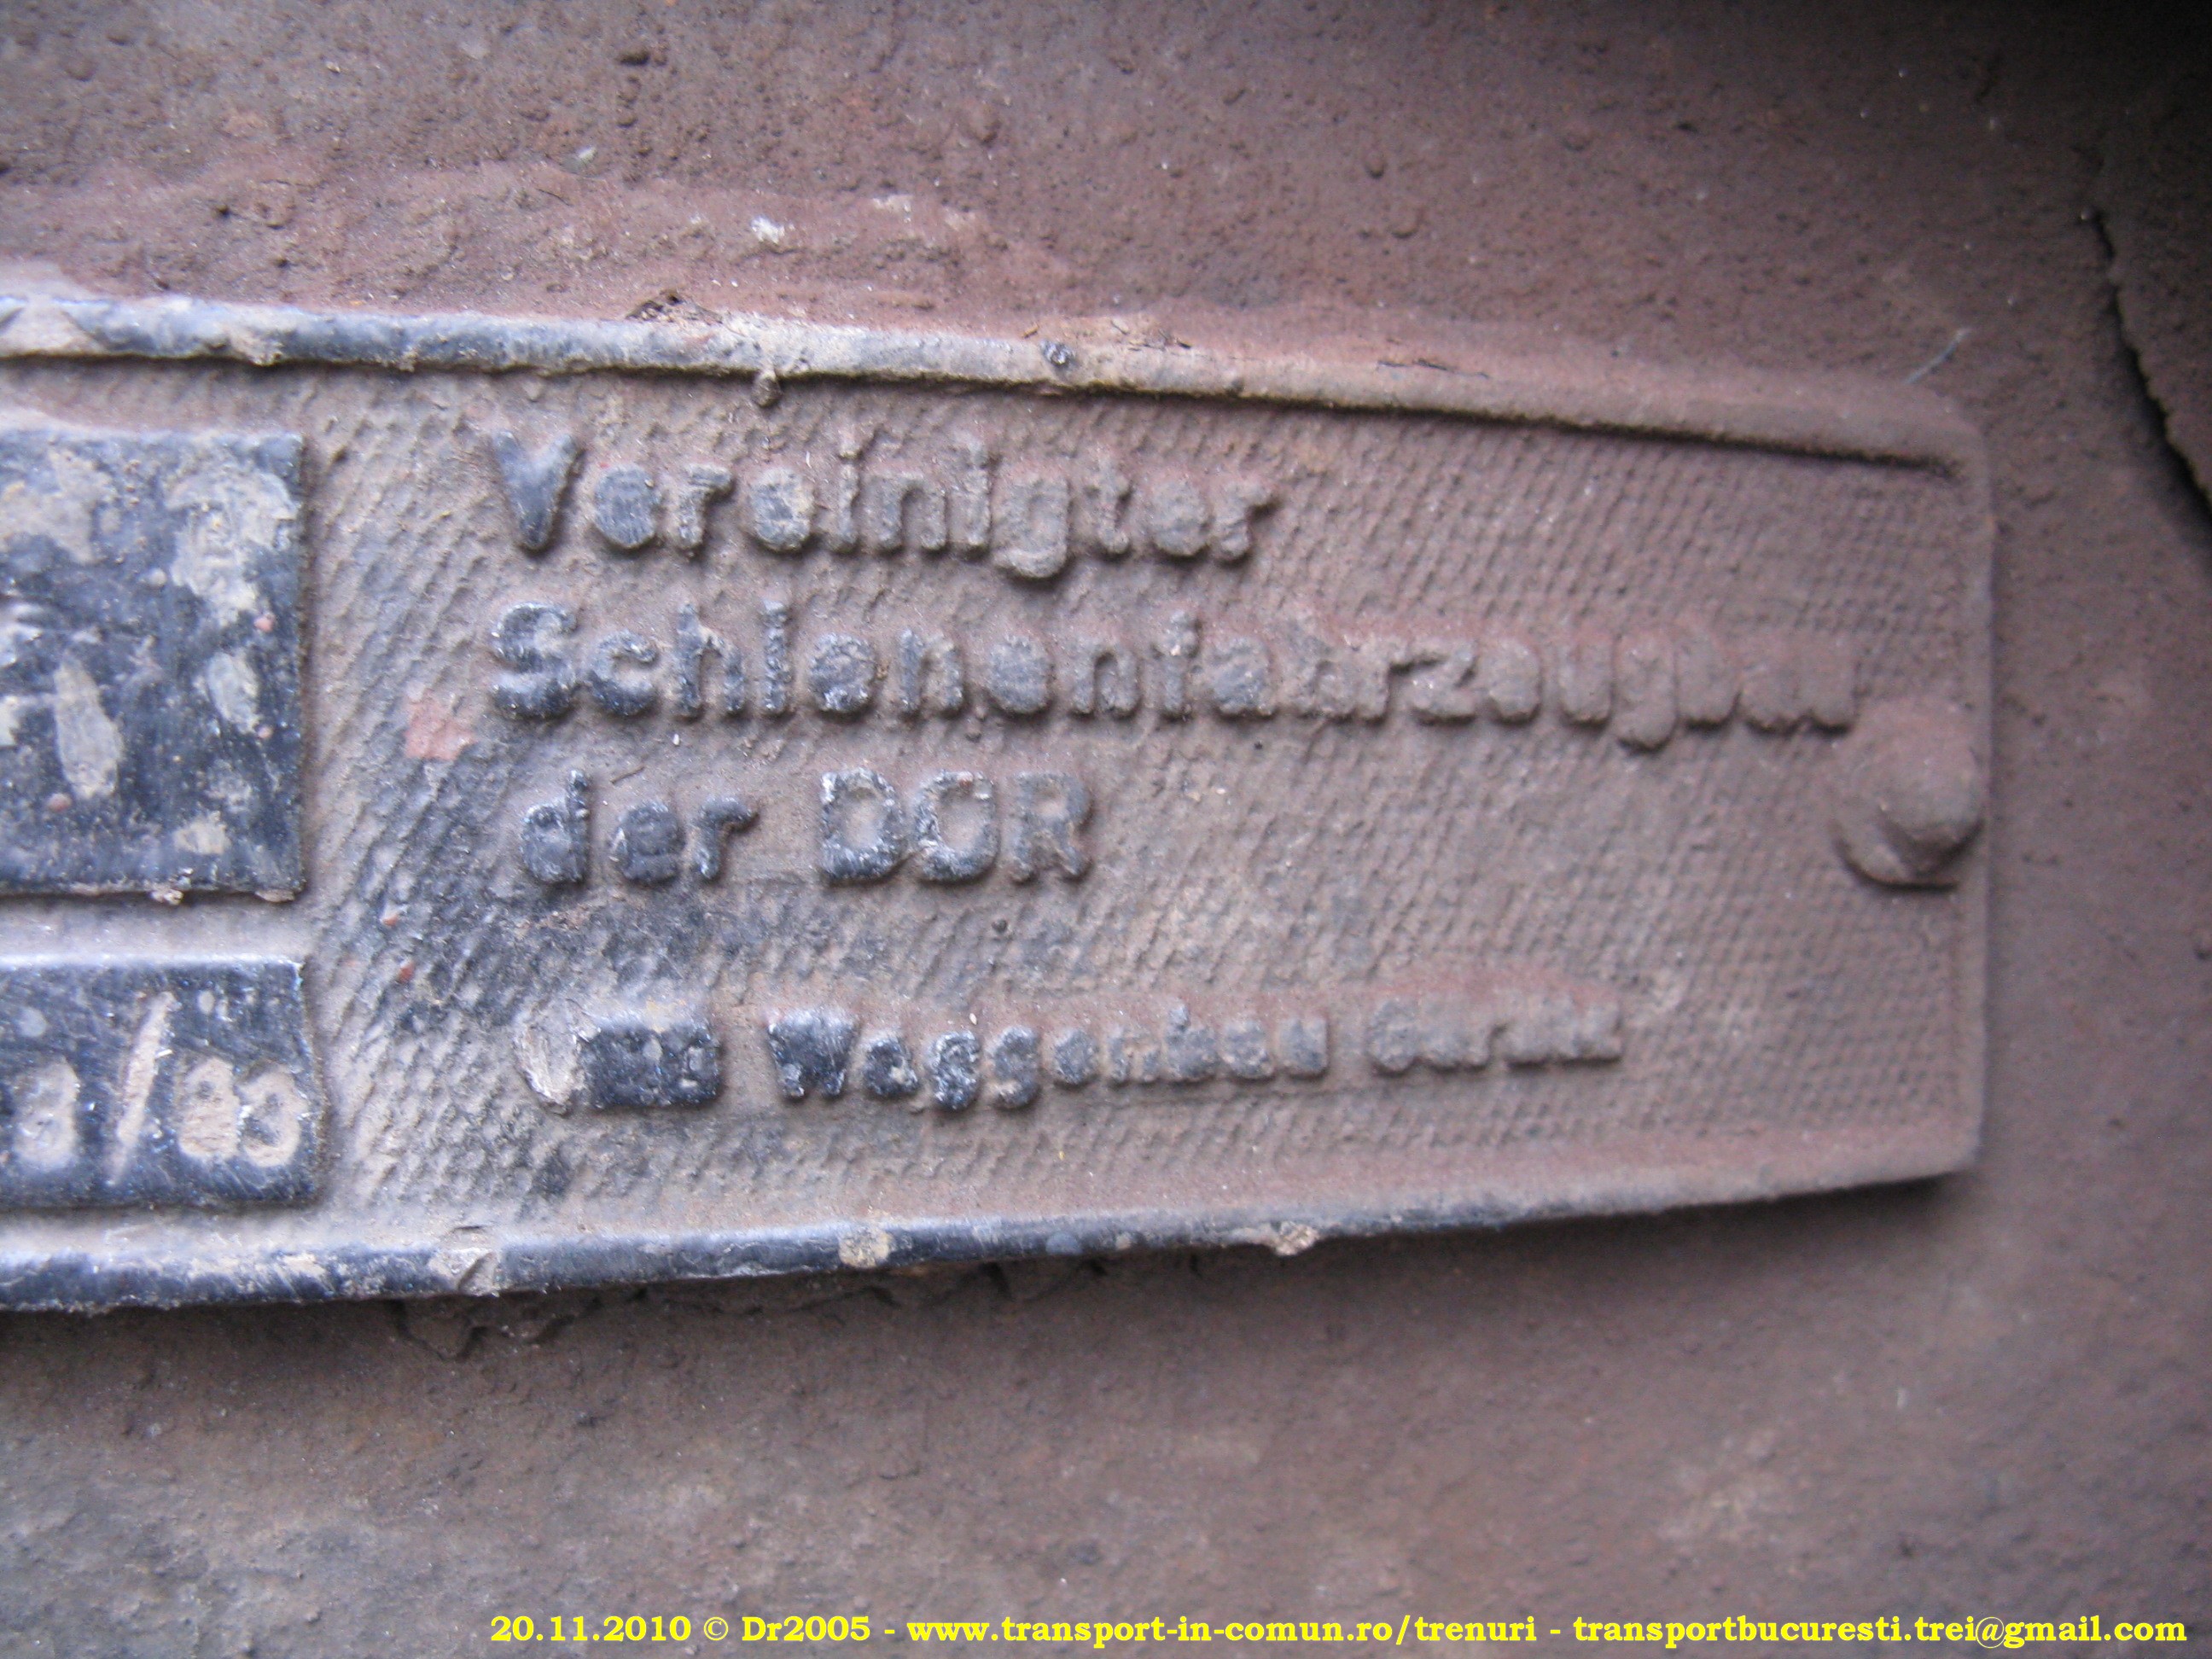 Vereinigter
Schienenfahrzeugbau
der DDR
Waggonbau
/83
20.11.2010 © Dr2005 - www.transport-in-comun.ro/trenuri - transportbucuresti.trei@gmail.com